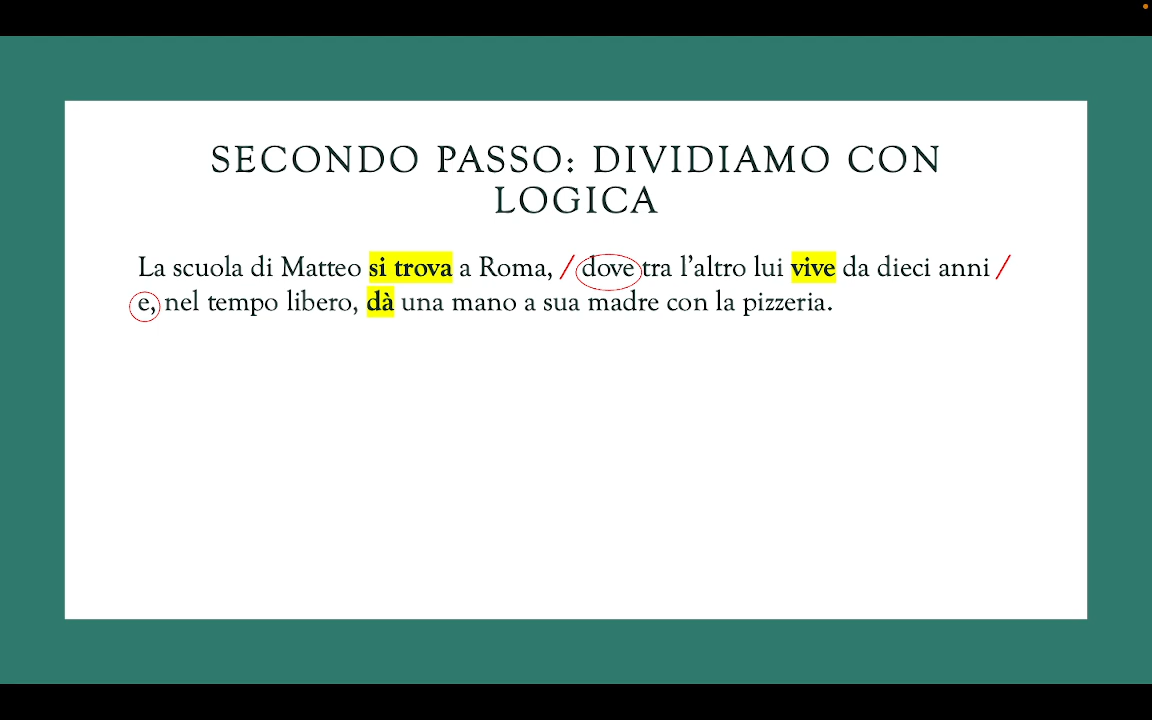 SECONDO PASSO: DIVIDIAMO CON
LOGICA
La scuola di Matteo si trova a Roma, / dove tra l’altro lui vive da dieci anni /
e, nel tempo libero, dà una mano a sua madre con la pizzeria.